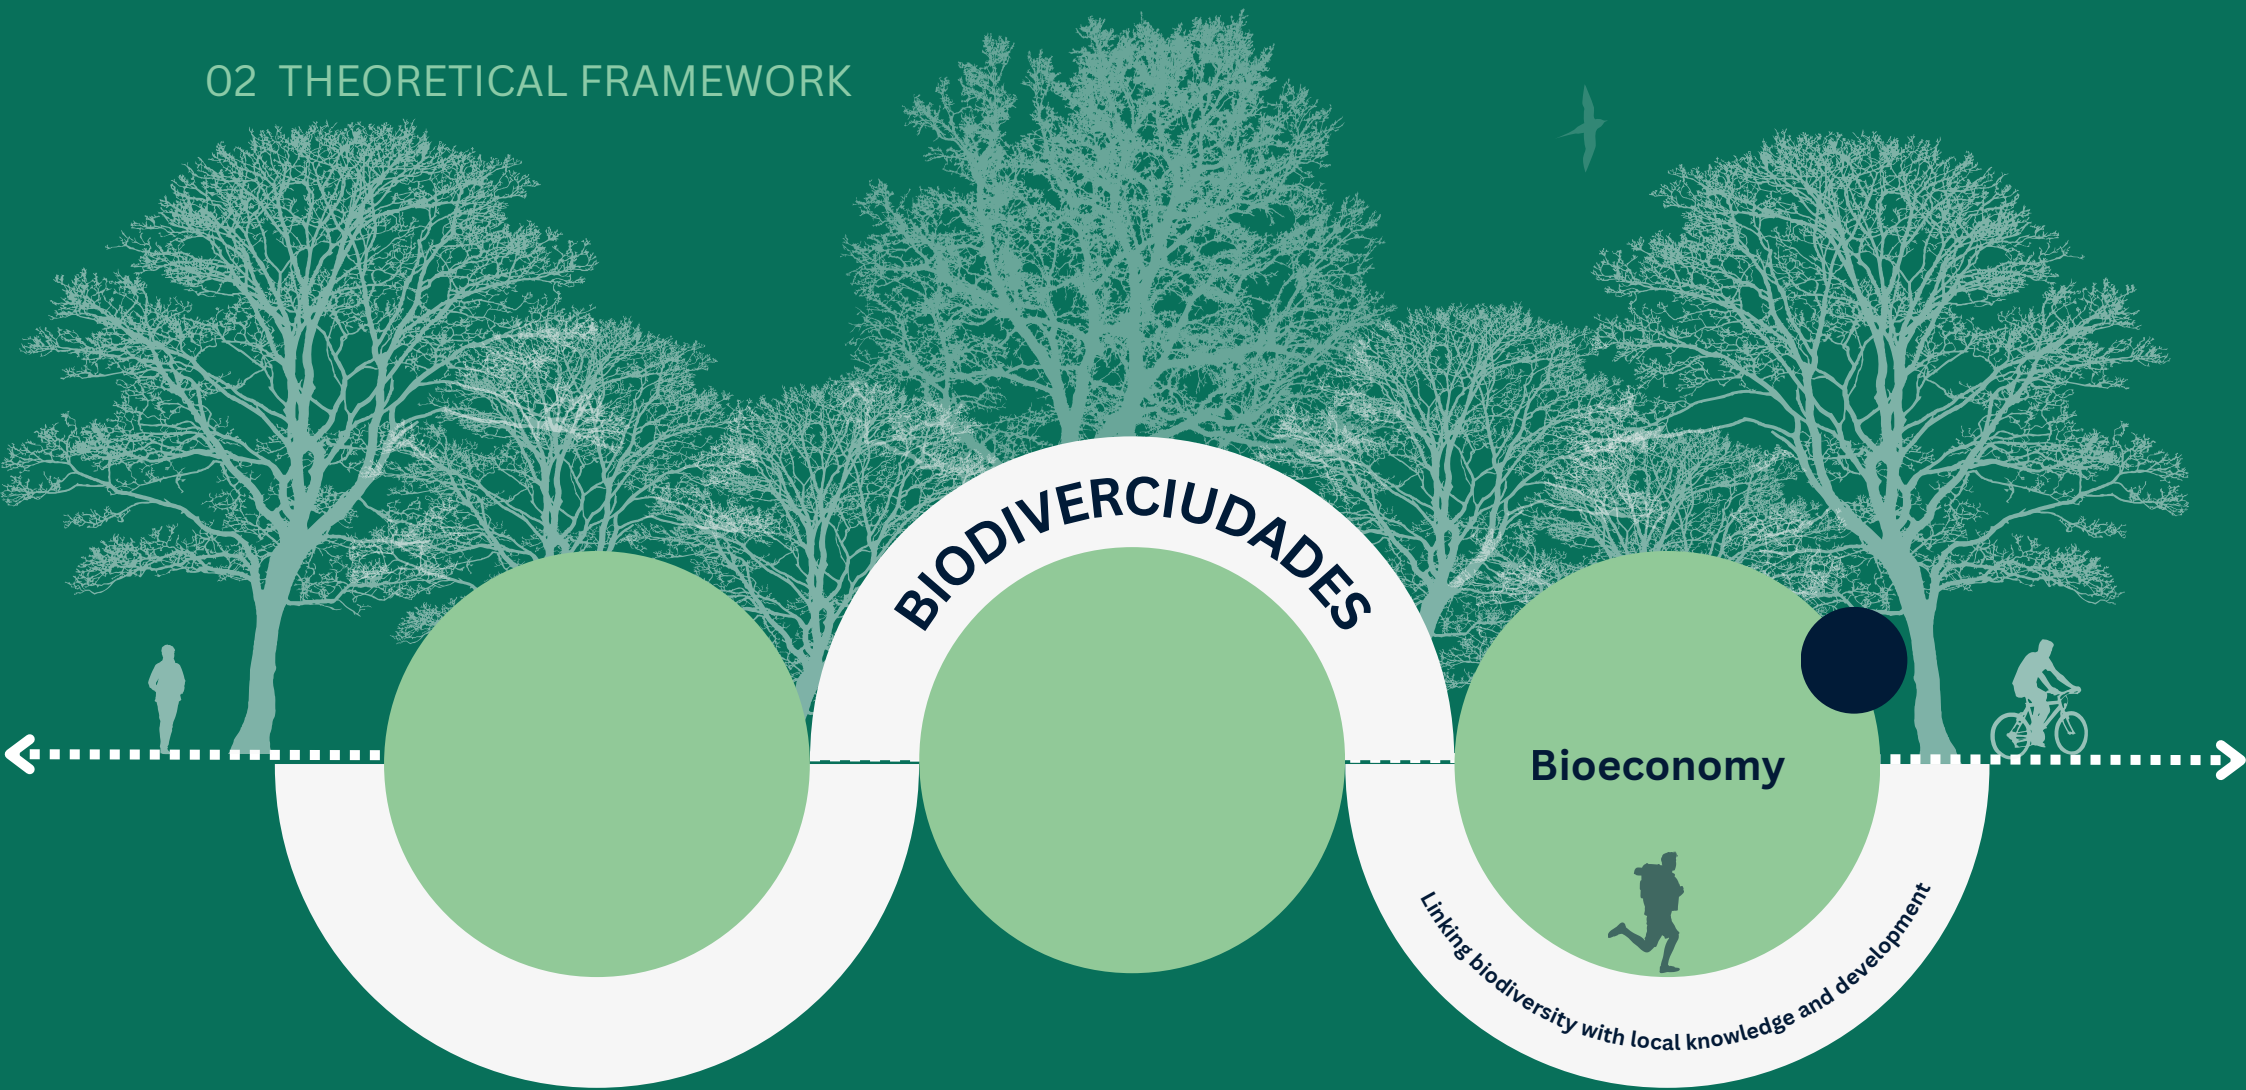 02 THEORETICAL FRAMEWORK
BIODIVERCIUDADES
Bioeconomy
Linking biodiversity with local knowledge and development